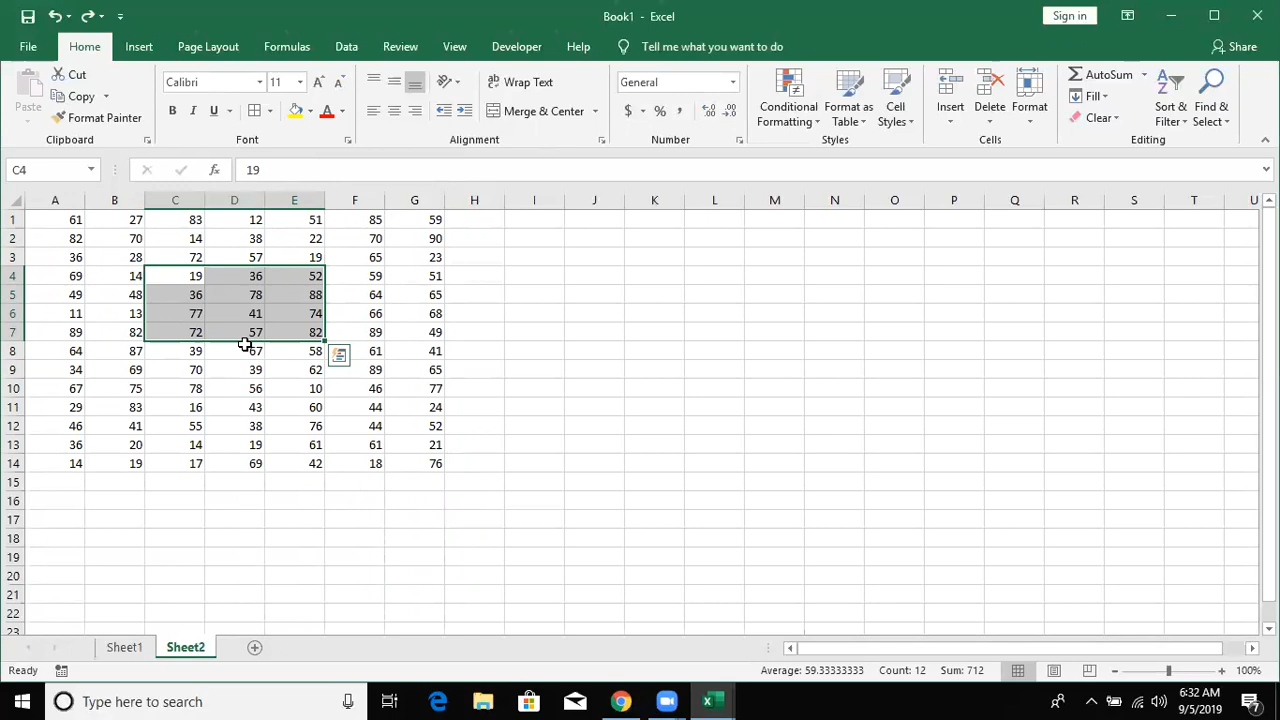 Book1 - Excel
Sign in
File Home Insert Page Layout Formulas Data Review View Developer Help Tell me what you want to do Share
Paste
Cut
Copy
Format Painter
Clipboard
Calibri 11
B I U
Font
Wrap Text
Merge & Center
Alignment
General
$ % ,
Number
Conditional Formatting
Format as Table
Cell Styles
Styles
Insert
Delete
Format
Cells
AutoSum
Fill
Clear
Sort & Filter
Find & Select
Editing
C4 fx 19
A B C D E F G H I J K L M N O P Q R S T U
1 61 27 83 12 51 85 59
2 82 70 14 38 22 70 90
3 36 28 72 57 19 65 23
4 69 14 19 36 52 59 51
5 49 48 36 78 88 64 65
6 11 13 77 41 74 66 68
7 89 82 72 57 82 89 49
8 64 87 39 67 58 61 41
9 34 69 70 39 62 89 65
10 67 75 78 56 10 46 77
11 29 83 16 43 60 44 24
12 46 41 55 38 76 44 52
13 36 20 14 19 61 61 21
14 14 19 17 69 42 18 76
15
16
17
18
19
20
21
22
23
Sheet1 Sheet2
Ready Average: 59.33333333 Count: 12 Sum: 712 100%
Type here to search
6:32 AM
9/5/2019
7